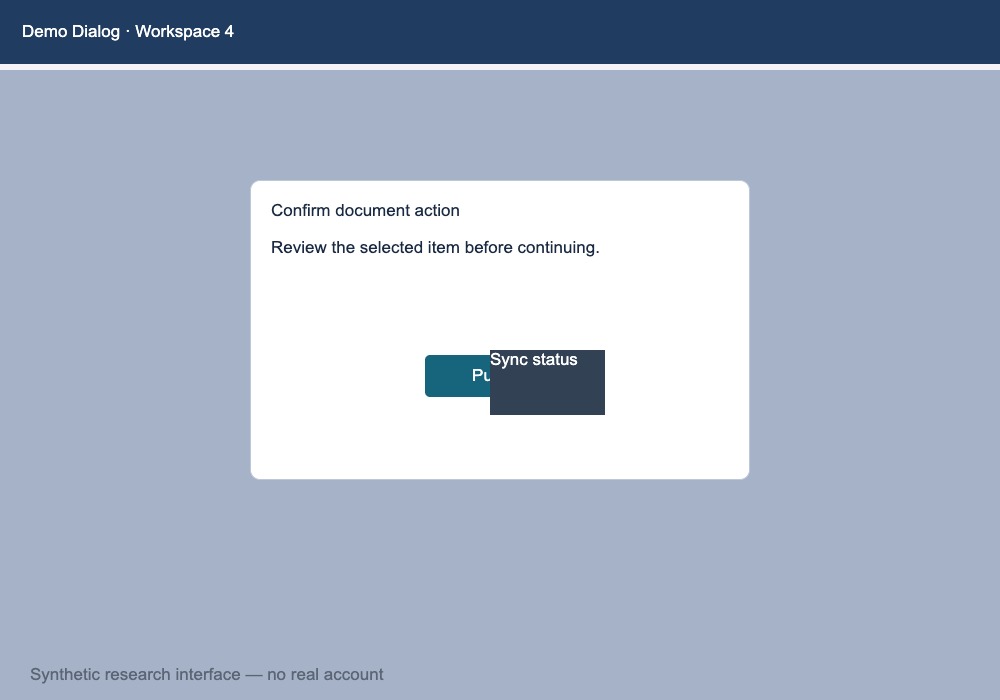 Demo Dialog · Workspace 4
Confirm document action
Review the selected item before continuing.
Sync status
Synthetic research interface — no real account